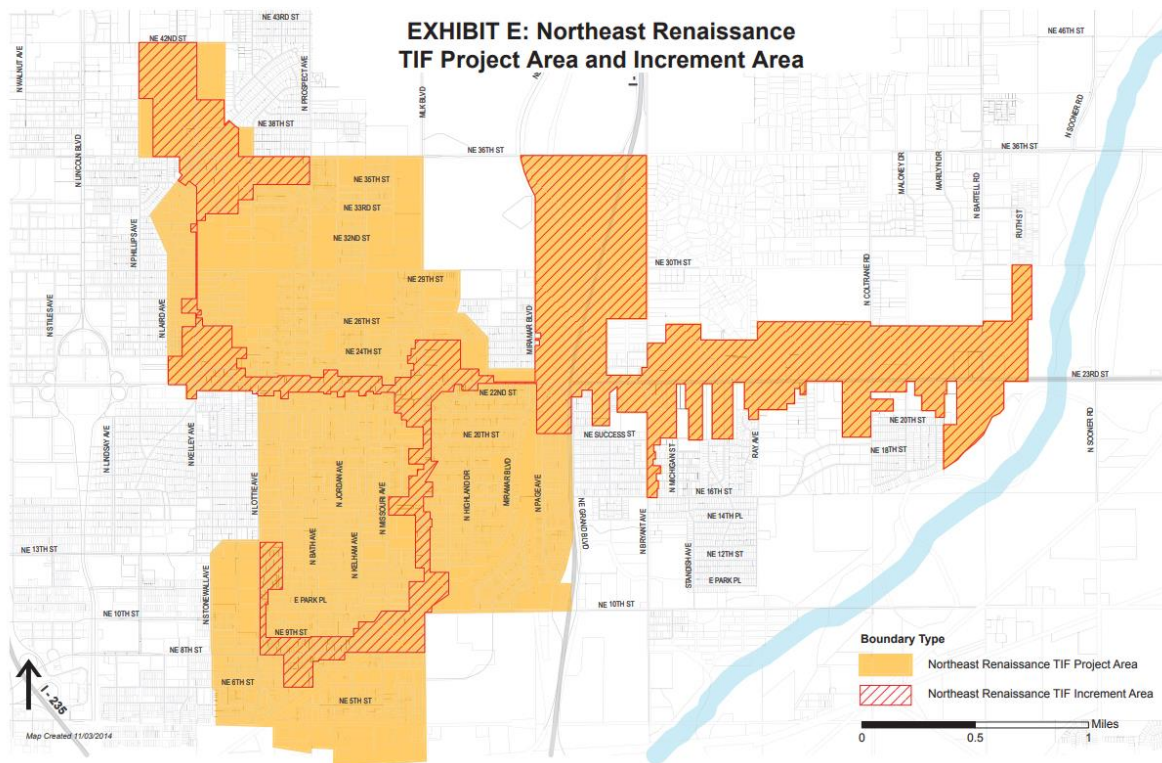 EXHIBIT E: Northeast Renaissance
TIF Project Area and Increment Area
NE 43RD ST
NE 42ND ST
NE 46TH ST
N WALNUT AVE
N PROSPECT AVE
N LINCOLN BLVD
MLK BLVD
I -
N SOONER RD
NE 38TH ST
NE 36TH ST
NE 36TH ST
NE 35TH ST
NE 33RD ST
NE 32ND ST
MALONEY DR
MARILYN DR
N BARTELL RD
RUTH ST
N PHILLIPS AVE
NE 30TH ST
NE 29TH ST
N COLTRANE RD
N STILES AVE
N LAIRD AVE
MIRAMAR BLVD
NE 26TH ST
NE 24TH ST
NE 23RD ST
NE 22ND ST
NE 20TH ST
NE SUCCESS ST
NE 20TH ST
NE 18TH ST
N SOONER RD
N LINDSAY AVE
N KELLEY AVE
N LOTTIE AVE
N JORDAN AVE
N MISSOURI AVE
N HIGHLAND DR
MIRAMAR BLVD
N PAGE AVE
N MICHIGAN ST
RAY AVE
NE 16TH ST
NE 14TH PL
NE GRAND BLVD
N BRYANT AVE
N BATH AVE
N KELHAM AVE
NE 13TH ST
NE 12TH ST
STANDISH AVE
E PARK PL
N STONEWALL AVE
E PARK PL
NE 10TH ST
NE 10TH ST
NE 9TH ST
NE 8TH ST
NE 6TH ST
NE 5TH ST
I - 235
Map Created 11/03/2014
Boundary Type
Northeast Renaissance TIF Project Area
Northeast Renaissance TIF Increment Area
Miles
0 0.5 1